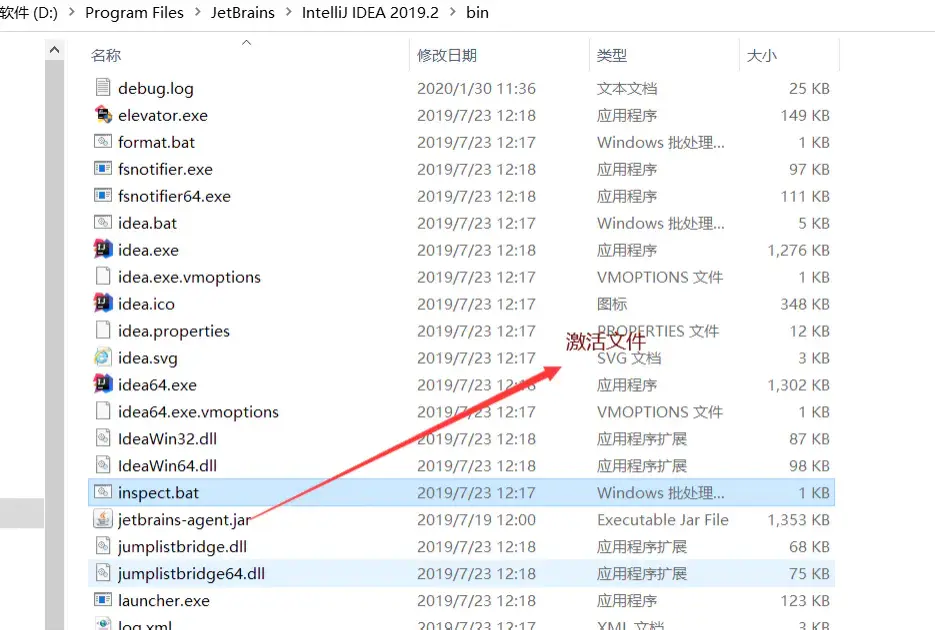 软件 (D:) > Program Files > JetBrains > IntelliJ IDEA 2019.2 > bin
名称 修改日期 类型 大小
debug.log 2020/1/30 11:36 文本文档 25 KB
elevator.exe 2019/7/23 12:18 应用程序 149 KB
format.bat 2019/7/23 12:17 Windows 批处理... 1 KB
fsnotifier.exe 2019/7/23 12:18 应用程序 97 KB
fsnotifier64.exe 2019/7/23 12:18 应用程序 111 KB
idea.bat 2019/7/23 12:17 Windows 批处理... 5 KB
idea.exe 2019/7/23 12:18 应用程序 1,276 KB
idea.exe.vmoptions 2019/7/23 12:17 VMOPTIONS 文件 1 KB
idea.ico 2019/7/23 12:17 图标 348 KB
idea.properties 2019/7/23 12:17 PROPERTIES 文件 12 KB
激活文件
idea.svg 2019/7/23 12:17 SVG 文档 3 KB
idea64.exe 2019/7/23 12:18 应用程序 1,302 KB
idea64.exe.vmoptions 2019/7/23 12:17 VMOPTIONS 文件 1 KB
IdeaWin32.dll 2019/7/23 12:18 应用程序扩展 87 KB
IdeaWin64.dll 2019/7/23 12:18 应用程序扩展 98 KB
inspect.bat 2019/7/23 12:17 Windows 批处理... 1 KB
jetbrains-agent.jar 2019/7/19 12:00 Executable Jar File 1,353 KB
jumplistbridge.dll 2019/7/23 12:18 应用程序扩展 68 KB
jumplistbridge64.dll 2019/7/23 12:18 应用程序扩展 75 KB
launcher.exe 2019/7/23 12:18 应用程序 123 KB
log.xml 2019/7/23 12:17 XML 文档 3 KB